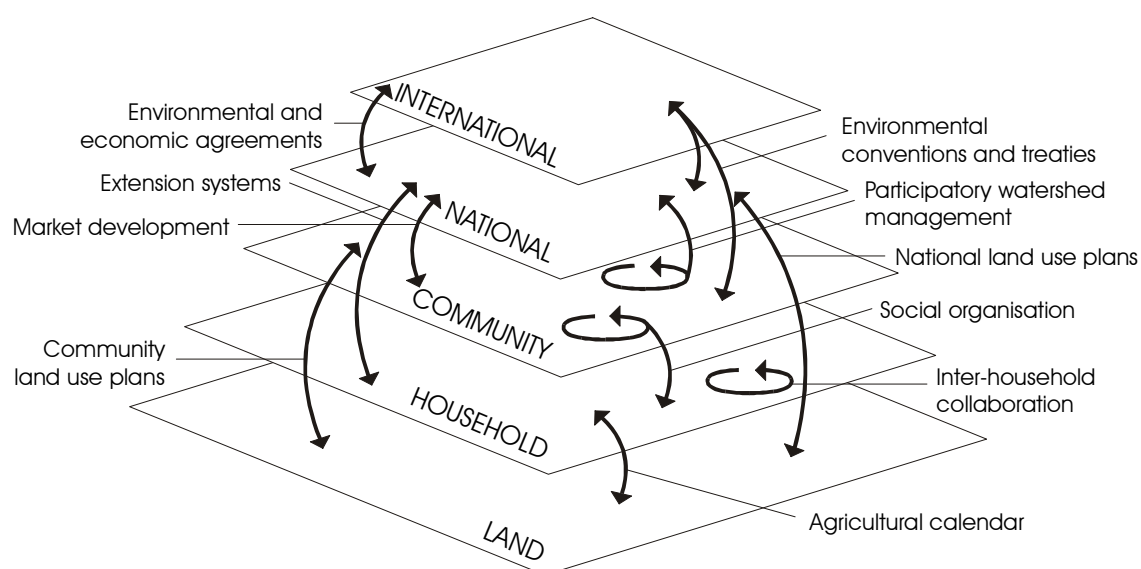 INTERNATIONAL
NATIONAL
COMMUNITY
HOUSEHOLD
LAND
Environmental and
economic agreements
Extension systems
Market development
Community
land use plans
Environmental
conventions and treaties
Participatory watershed
management
National land use plans
Social organisation
Inter-household
collaboration
Agricultural calendar